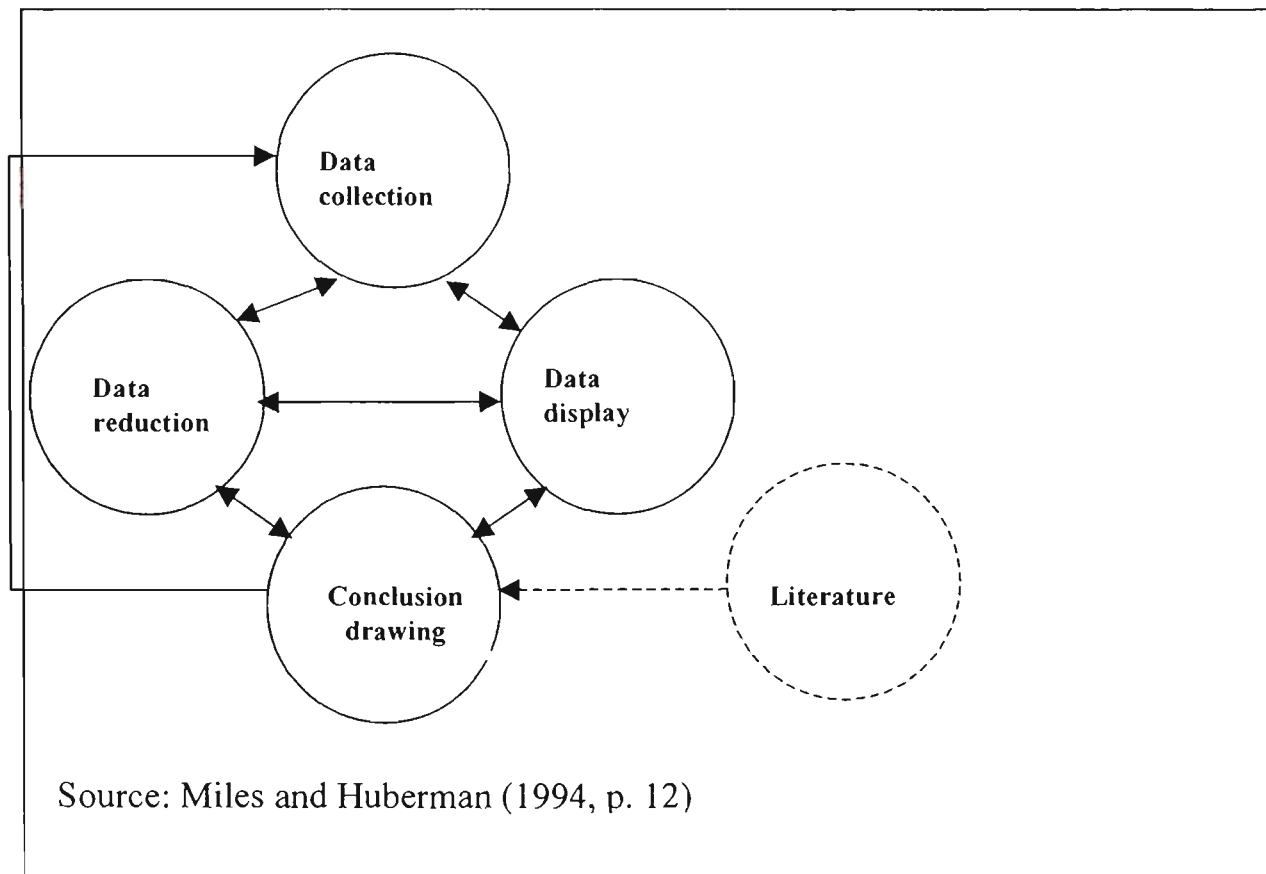 Data
collection
Data
reduction
Data
display
Conclusion
drawing
Literature
Source: Miles and Huberman (1994, p. 12)